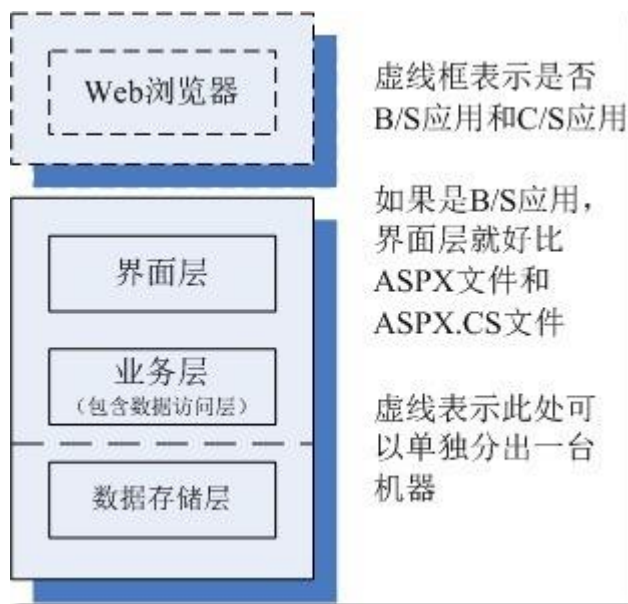 Web浏览器
虚线框表示是否
B/S应用和C/S应用
如果是B/S应用，
界面层就好比
ASPX文件和
ASPX.CS文件
界面层
业务层
（包含数据访问层）
虚线表示此处可
以单独分出一台
机器
数据存储层